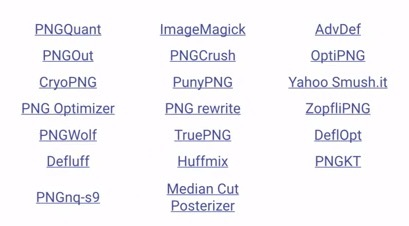 PNGQuant ImageMagick AdvDef
PNGOut PNGCrush OptiPNG
CryoPNG PunyPNG Yahoo Smush.it
PNG Optimizer PNG rewrite ZopfliPNG
PNGWolf TruePNG DeflOpt
Defluff Huffmix PNGKT
PNGnq-s9 Median Cut
Posterizer